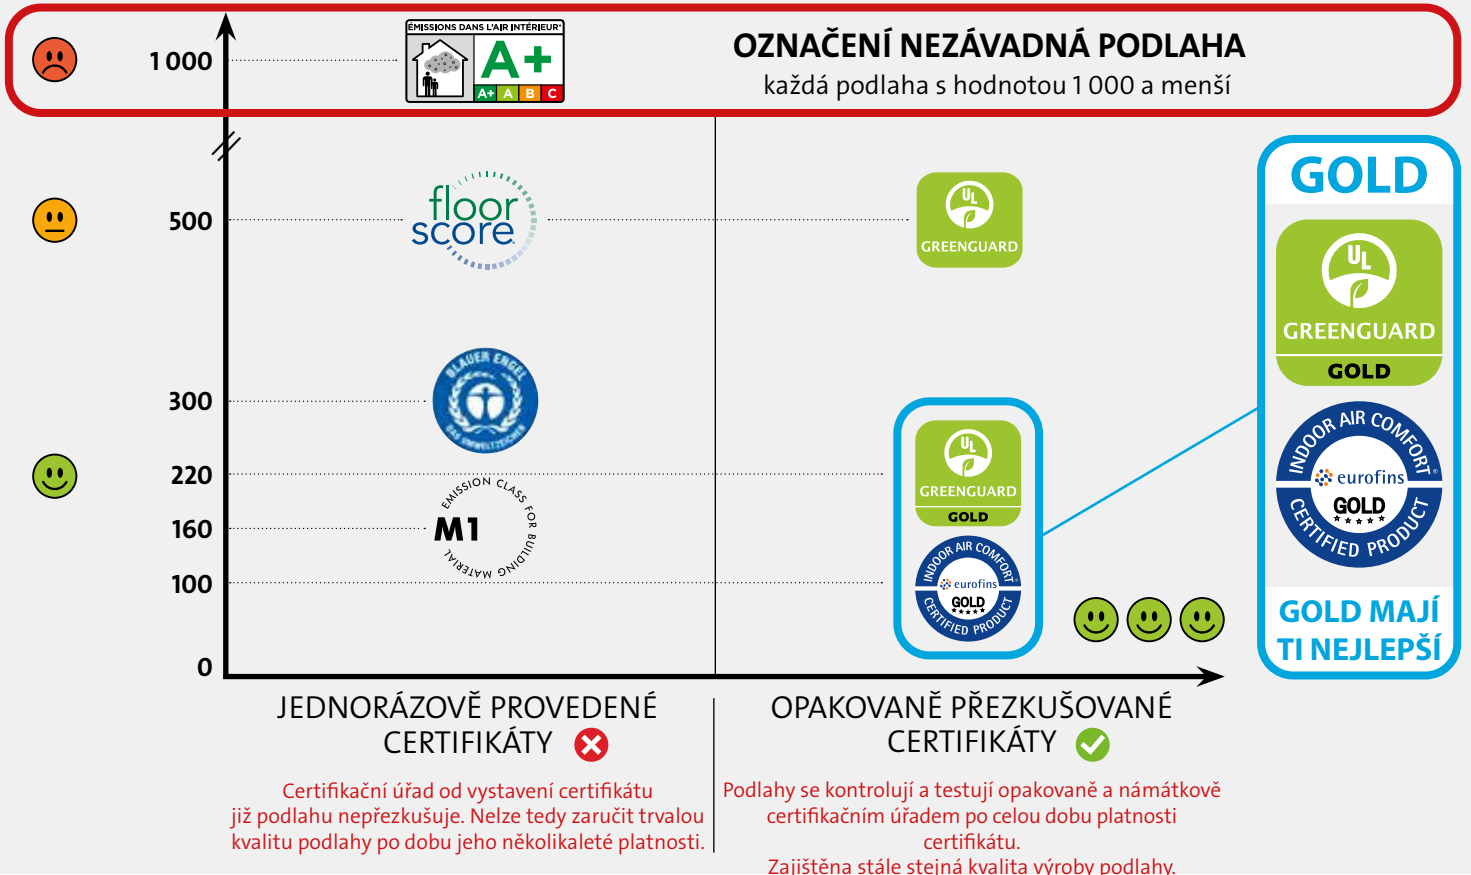 1 000
ÉMISSIONS DANS L'AIR INTÉRIEUR*
A+
A+ A B C
OZNAČENÍ NEZÁVADNÁ PODLAHA
každá podlaha s hodnotou 1 000 a menší
500
floor
score
UL
GREENGUARD
300
BLAUER ENGEL
DAS UMWELTZEICHEN
220
160
100
0
EMISSION CLASS FOR BUILDING MATERIAL
M1
UL
GREENGUARD
GOLD
INDOOR AIR COMFORT®
eurofins
GOLD
CERTIFIED PRODUCT
GOLD
UL
GREENGUARD
GOLD
INDOOR AIR COMFORT®
eurofins
GOLD
CERTIFIED PRODUCT
GOLD MAJÍ
TI NEJLEPŠÍ
JEDNORÁZOVĚ PROVEDENÉ
CERTIFIKÁTY
Certifikační úřad od vystavení certifikátu
již podlahu nepřezkušuje. Nelze tedy zaručit trvalou
kvalitu podlahy po dobu jeho několikaleté platnosti.
OPAKOVANĚ PŘEZKUŠOVANÉ
CERTIFIKÁTY
Podlahy se kontrolují a testují opakovaně a námátkově
certifikačním úřadem po celou dobu platnosti
certifikátu.
Zajištěna stále stejná kvalita výroby podlahy.